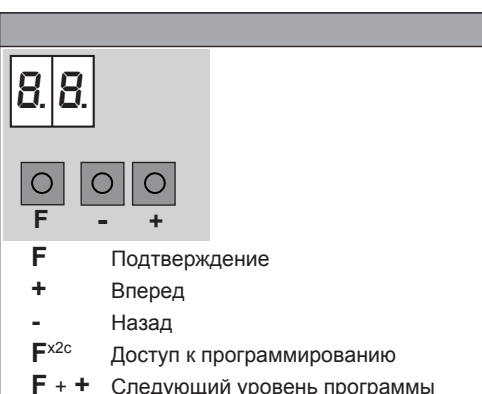 8.8.
F - +
F Подтверждение
+ Вперед
- Назад
Fx2c Доступ к программированию
F + + Следующий уровень программы